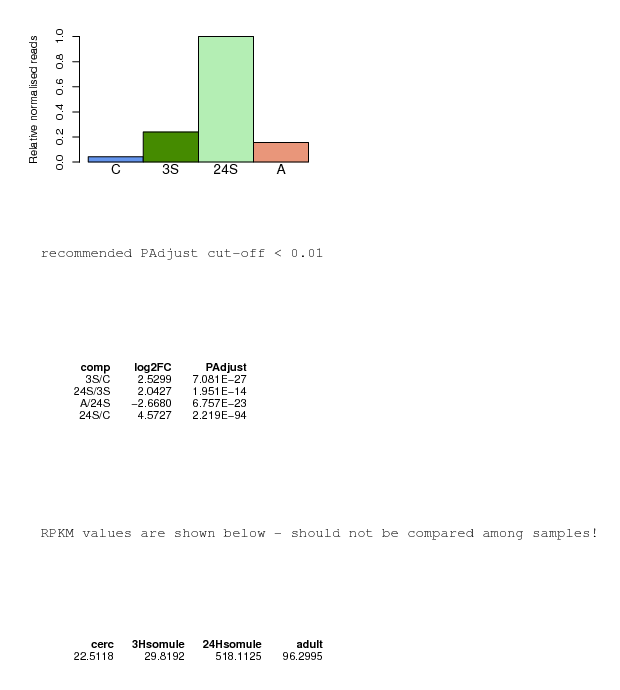 Relative normalised reads
1.0
0.8
0.6
0.4
0.2
0.0
C 3S 24S A
recommended PAdjust cut-off < 0.01
comp log2FC PAdjust
3S/C 2.5299 7.081E−27
24S/3S 2.0427 1.951E−14
A/24S −2.6680 6.757E−23
24S/C 4.5727 2.219E−94
RPKM values are shown below - should not be compared among samples!
cerc 3Hsomule 24Hsomule adult
22.5118 29.8192 518.1125 96.2995